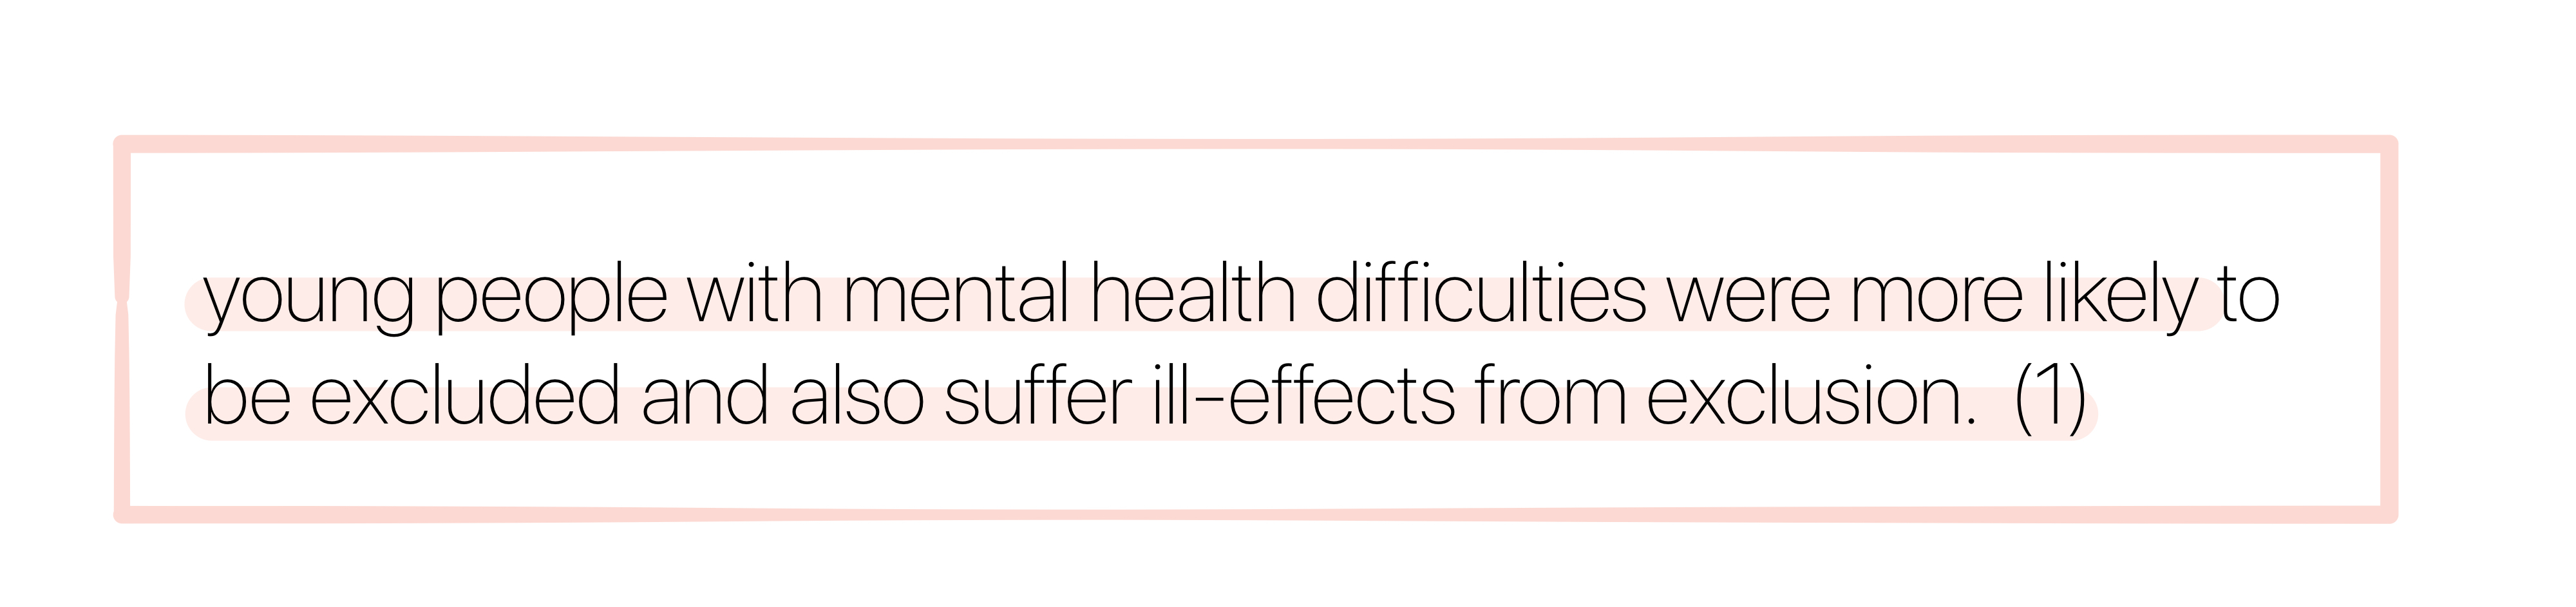 young people with mental health difficulties were more likely to
be excluded and also suffer ill-effects from exclusion.  (1)